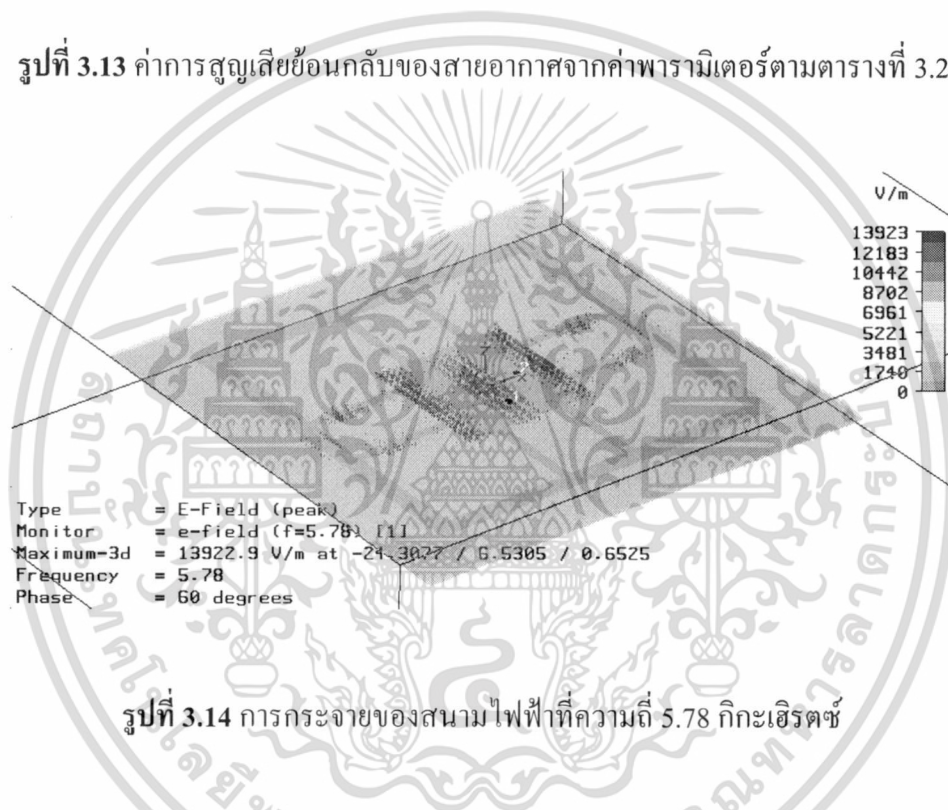 รูปที่ 3.13 ค่าการสูญเสียย้อนกลับของสายอากาศจากค่าพารามิเตอร์ตามตารางที่ 3.2
V/m
13923
12183
10442
8702
6961
5221
3481
1740
0
Type = E-Field (peak)
Monitor = e-field (f=5.78) [1]
Maximum-3d = 13922.9 V/m at -24.3077 / 6.5305 / 0.6525
Frequency = 5.78
Phase = 60 degrees
รูปที่ 3.14 การกระจายของสนามไฟฟ้าที่ความถี่ 5.78 กิกะเฮิรตซ์